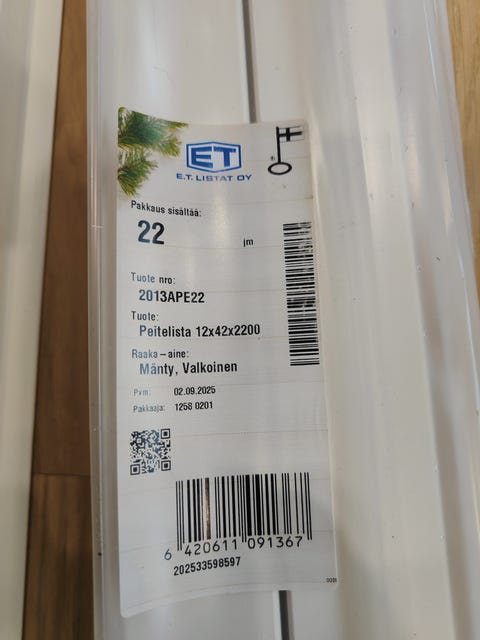 ET
E.T. LISTAT OY
Pakkaus sisältää:
22 jm
Tuote nro:
2013APE22
Tuote:
Peitelista 12x42x2200
Raaka-aine:
Mänty, Valkoinen
Pvm: 02.09.2025
Pakkaaja: 1258 0201
6 420611 091367
202533598597